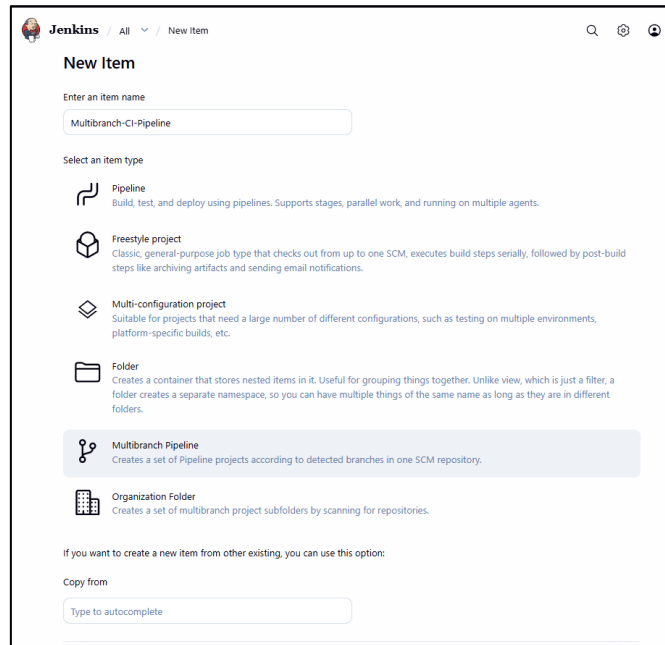 Jenkins / All / New Item
New Item
Enter an item name
Multibranch-CI-Pipeline
Select an item type
Pipeline
Build, test, and deploy using pipelines. Supports stages, parallel work, and running on multiple agents.
Freestyle project
Classic, general-purpose job type that checks out from up to one SCM, executes build steps serially, followed by post-build
steps like archiving artifacts and sending email notifications.
Multi-configuration project
Suitable for projects that need a large number of different configurations, such as testing on multiple environments,
platform-specific builds, etc.
Folder
Creates a container that stores nested items in it. Useful for grouping things together. Unlike view, which is just a filter, a
folder creates a separate namespace, so you can have multiple things of the same name as long as they are in different
folders.
Multibranch Pipeline
Creates a set of Pipeline projects according to detected branches in one SCM repository.
Organization Folder
Creates a set of multibranch project subfolders by scanning for repositories.
If you want to create a new item from other existing, you can use this option:
Copy from
Type to autocomplete